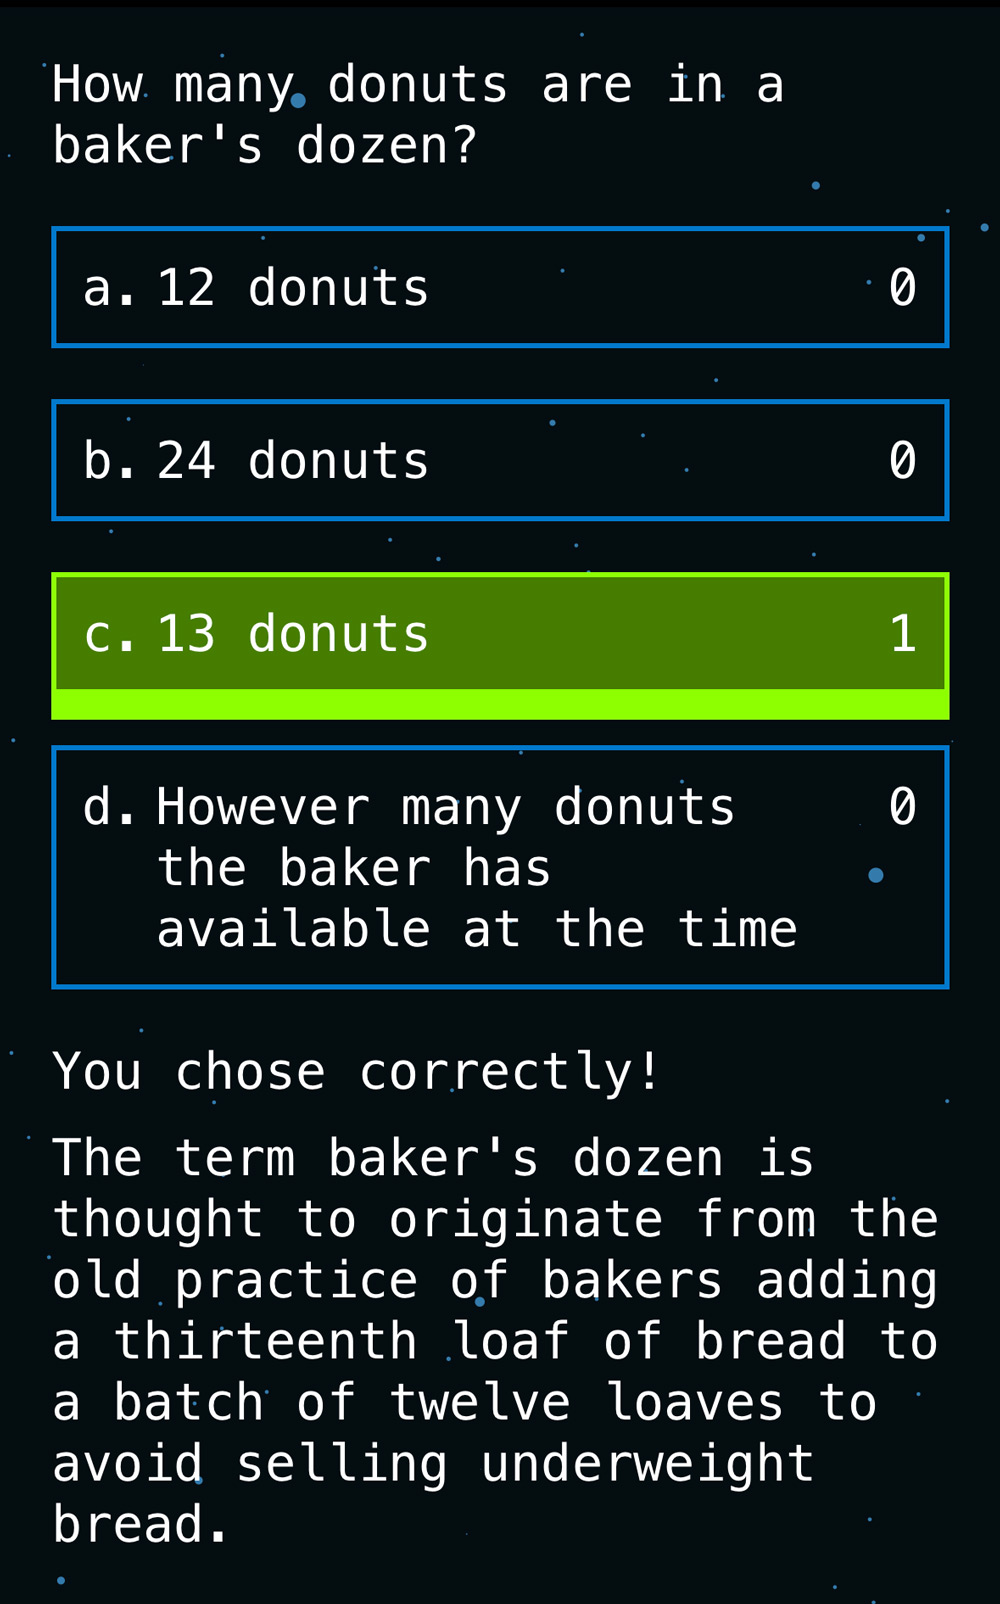 How many donuts are in a
baker's dozen?
a. 12 donuts 0
b. 24 donuts 0
c. 13 donuts 1
d. However many donuts 0
the baker has
available at the time
You chose correctly!
The term baker's dozen is
thought to originate from the
old practice of bakers adding
a thirteenth loaf of bread to
a batch of twelve loaves to
avoid selling underweight
bread.